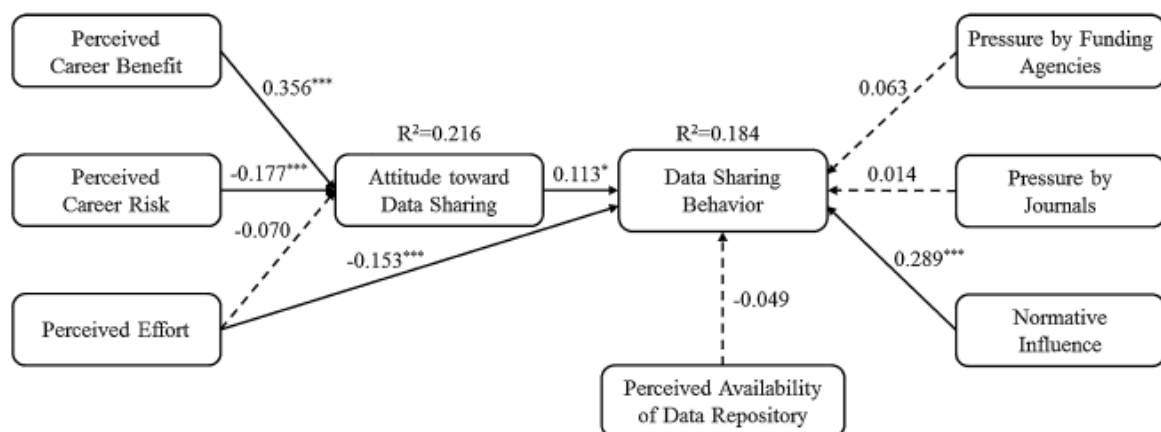 Perceived
Career Benefit
0.356***
Pressure by Funding
Agencies
0.063
R²=0.216
R²=0.184
Perceived
Career Risk
-0.177***
Attitude toward
Data Sharing
0.113*
Data Sharing
Behavior
0.014
Pressure by
Journals
-0.070
-0.153***
0.289***
Perceived Effort
-0.049
Normative
Influence
Perceived Availability
of Data Repository